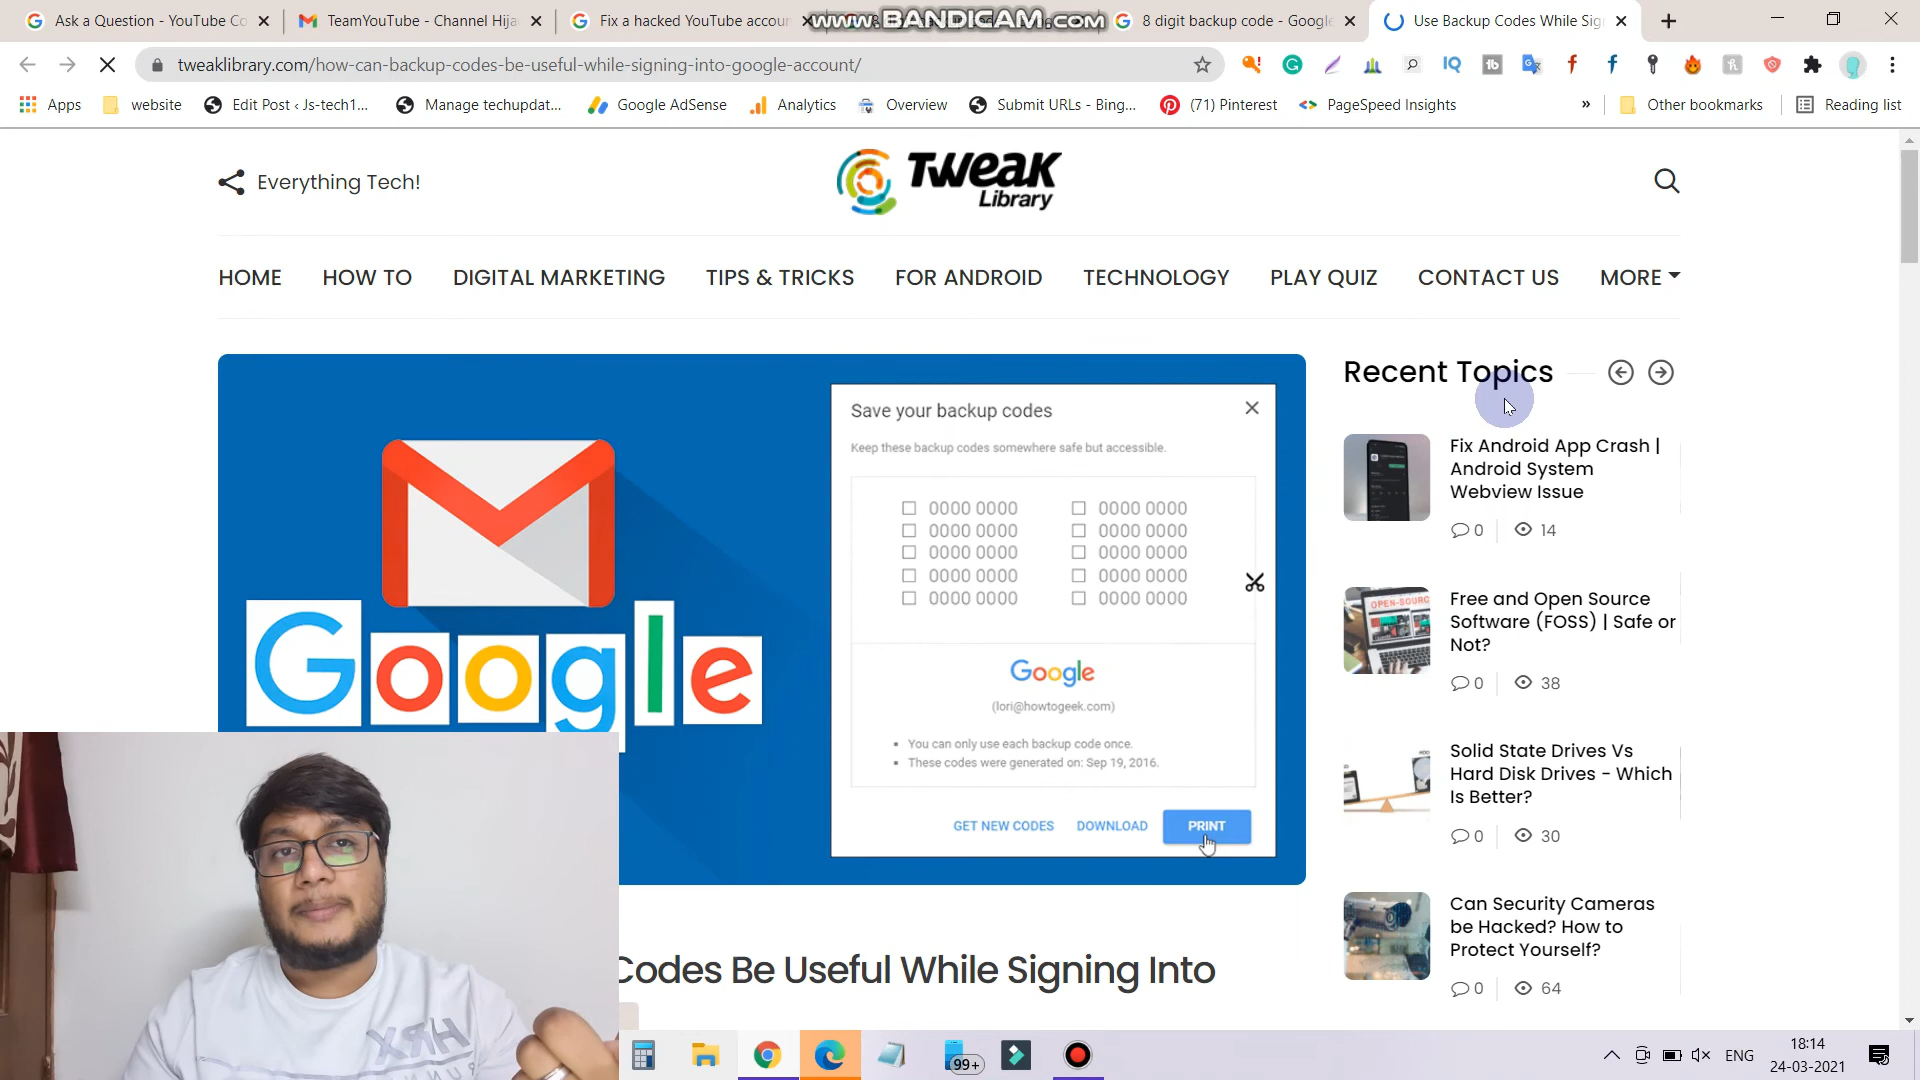 Ask a Question - YouTube Co
TeamYouTube - Channel Hija
Fix a hacked YouTube accou
www.BANDICAM.com
8 digit backup code - Google
Use Backup Codes While Sig
tweaklibrary.com/how-can-backup-codes-be-useful-while-signing-into-google-account/
Apps
website
Edit Post ‹ Js-tech1...
Manage techupdat...
Google AdSense
Analytics
Overview
Submit URLs - Bing...
(71) Pinterest
PageSpeed Insights
»
Other bookmarks
Reading list
Everything Tech!
Tweak
Library
HOME
HOW TO
DIGITAL MARKETING
TIPS & TRICKS
FOR ANDROID
TECHNOLOGY
PLAY QUIZ
CONTACT US
MORE
Save your backup codes
Keep these backup codes somewhere safe but accessible.
0000 0000 0000 0000
0000 0000 0000 0000
0000 0000 0000 0000
0000 0000 0000 0000
0000 0000 0000 0000
Google
(lori@howtogeek.com)
• You can only use each backup code once.
• These codes were generated on: Sep 19, 2016.
GET NEW CODES
DOWNLOAD
PRINT
Google
Recent Topics
Fix Android App Crash |
Android System
Webview Issue
0 14
Free and Open Source
Software (FOSS) | Safe or
Not?
0 38
Solid State Drives Vs
Hard Disk Drives - Which
Is Better?
0 30
Can Security Cameras
be Hacked? How to
Protect Yourself?
0 64
Codes Be Useful While Signing Into
99+
ENG
18:14
24-03-2021